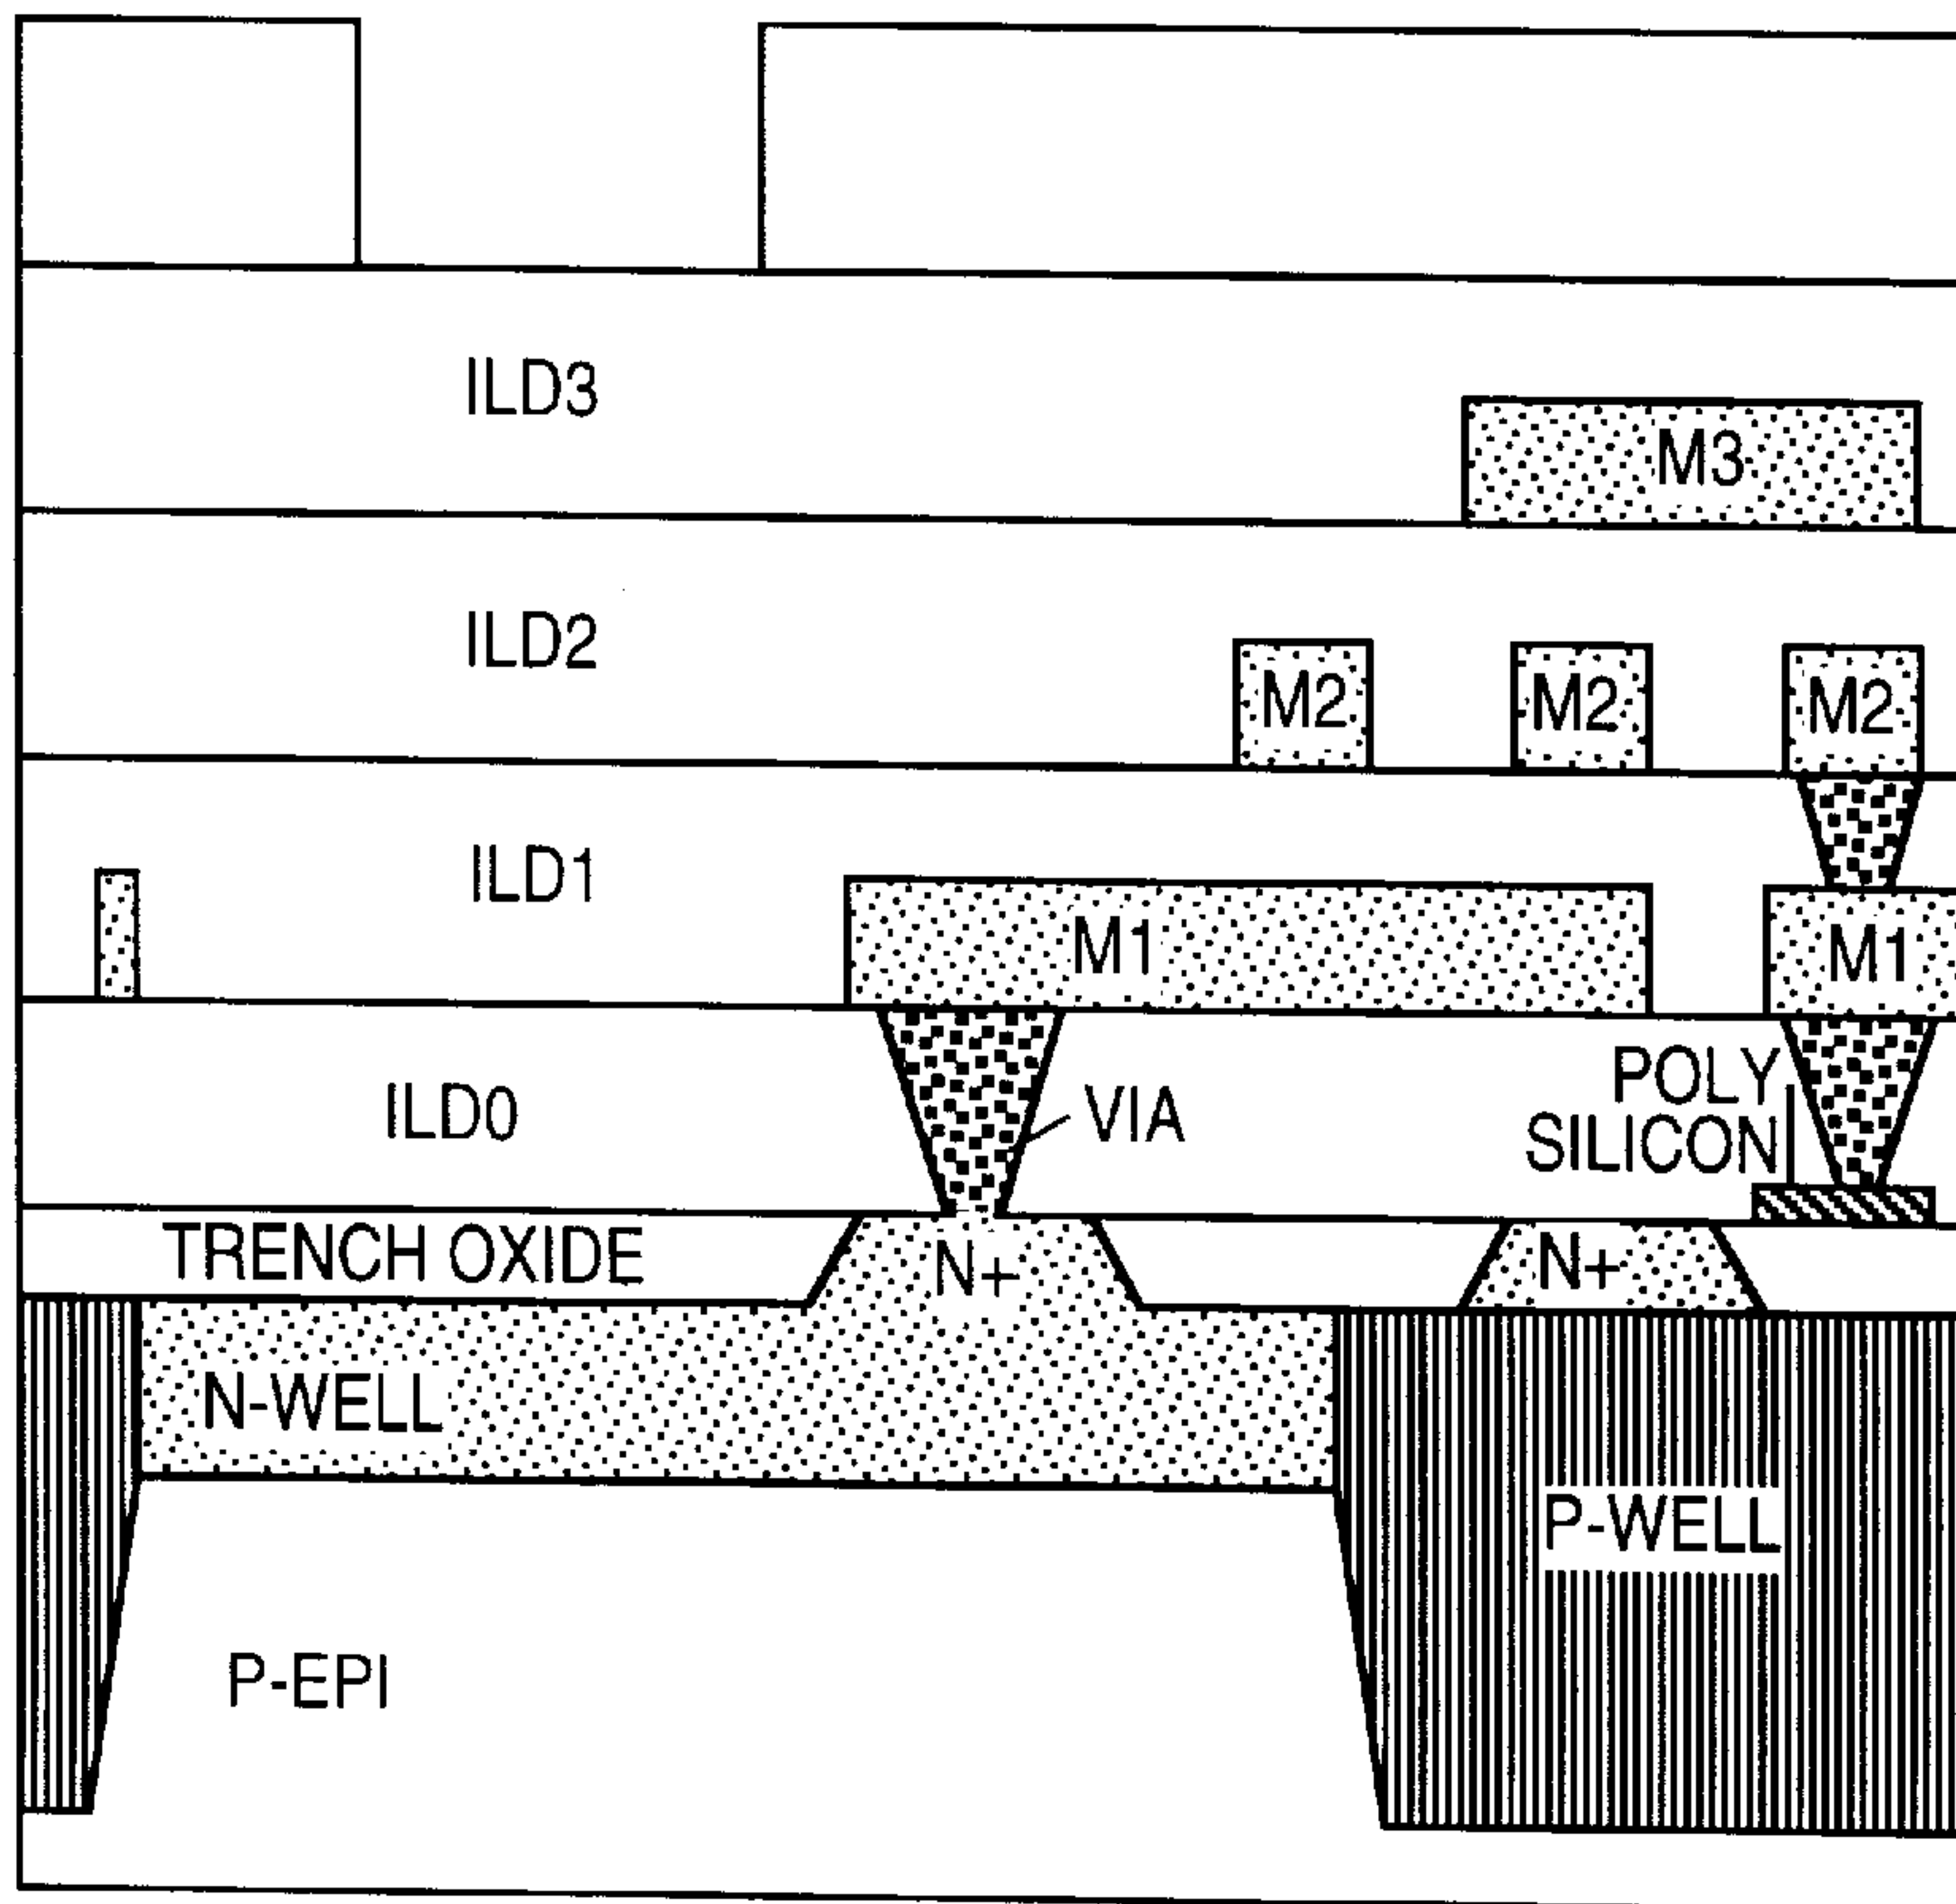 ILD3
M3
ILD2
M2
M2
M2
ILD1
M1
M1
ILD0
VIA
POLY
SILICON
TRENCH OXIDE
N+
N+
N-WELL
P-WELL
P-EPI